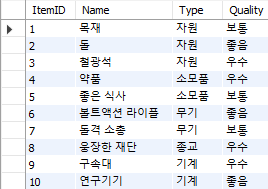 ItemID Name Type Quality
1 목재 자원 보통
2 돌 자원 좋음
3 철광석 자원 우수
4 약품 소모품 우수
5 좋은 식사 소모품 보통
6 볼트액션 라이플 무기 좋음
7 돌격 소총 무기 보통
8 웅장한 재단 종교 우수
9 구속대 기계 우수
10 연구기기 기계 좋음